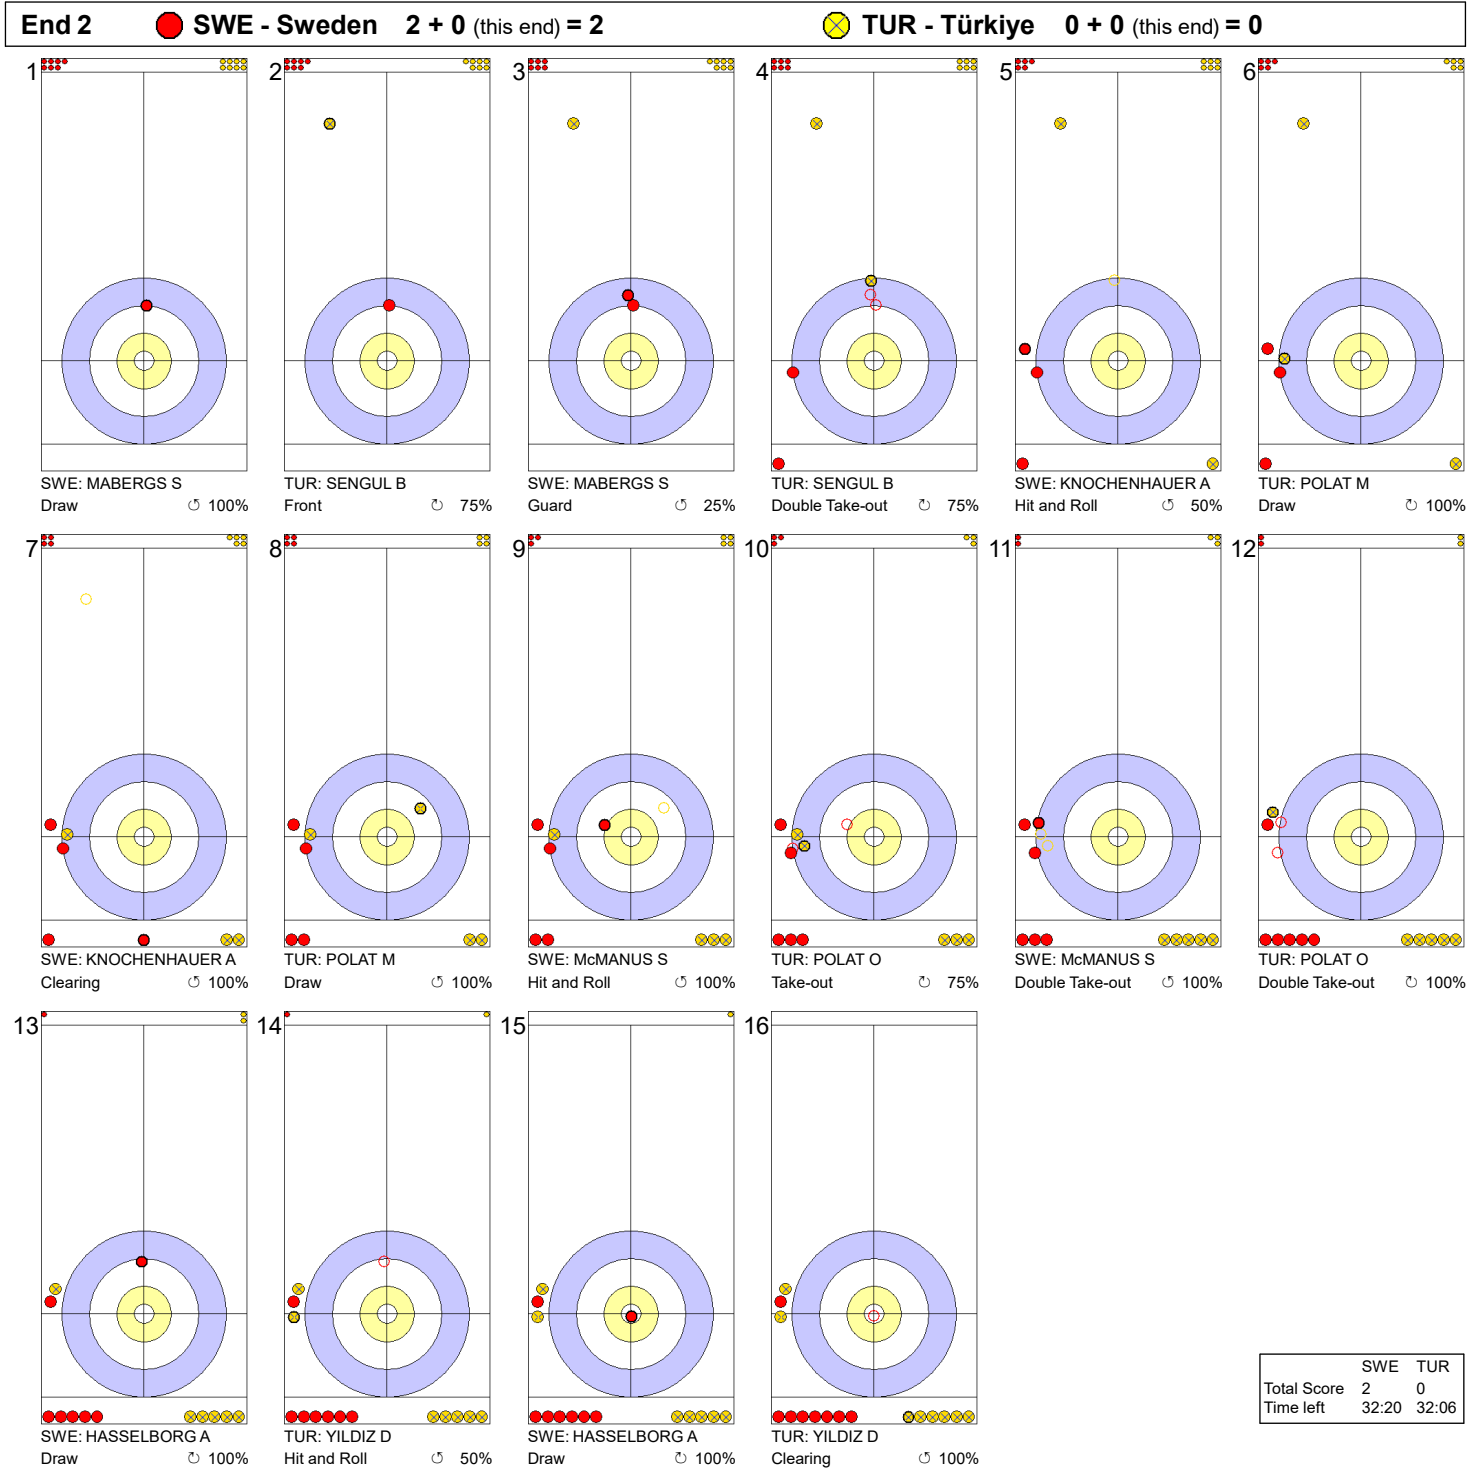 End 2 SWE - Sweden 2 + 0 (this end) = 2 TUR - Türkiye 0 + 0 (this end) = 0
1 2 3 4 5 6
SWE: MABERGS S TUR: SENGUL B SWE: MABERGS S TUR: SENGUL B SWE: KNOCHENHAUER A TUR: POLAT M
Draw ↺ 100% Front ↻ 75% Guard ↺ 25% Double Take-out ↻ 75% Hit and Roll ↺ 50% Draw ↻ 100%
7 8 9 10 11 12
SWE: KNOCHENHAUER A TUR: POLAT M SWE: McMANUS S TUR: POLAT O SWE: McMANUS S TUR: POLAT O
Clearing ↺ 100% Draw ↺ 100% Hit and Roll ↺ 100% Take-out ↻ 75% Double Take-out ↺ 100% Double Take-out ↻ 100%
13 14 15 16
SWE: HASSELBORG A TUR: YILDIZ D SWE: HASSELBORG A TUR: YILDIZ D
Draw ↻ 100% Hit and Roll ↺ 50% Draw ↻ 100% Clearing ↺ 100%
SWE TUR
Total Score 2 0
Time left 32:20 32:06